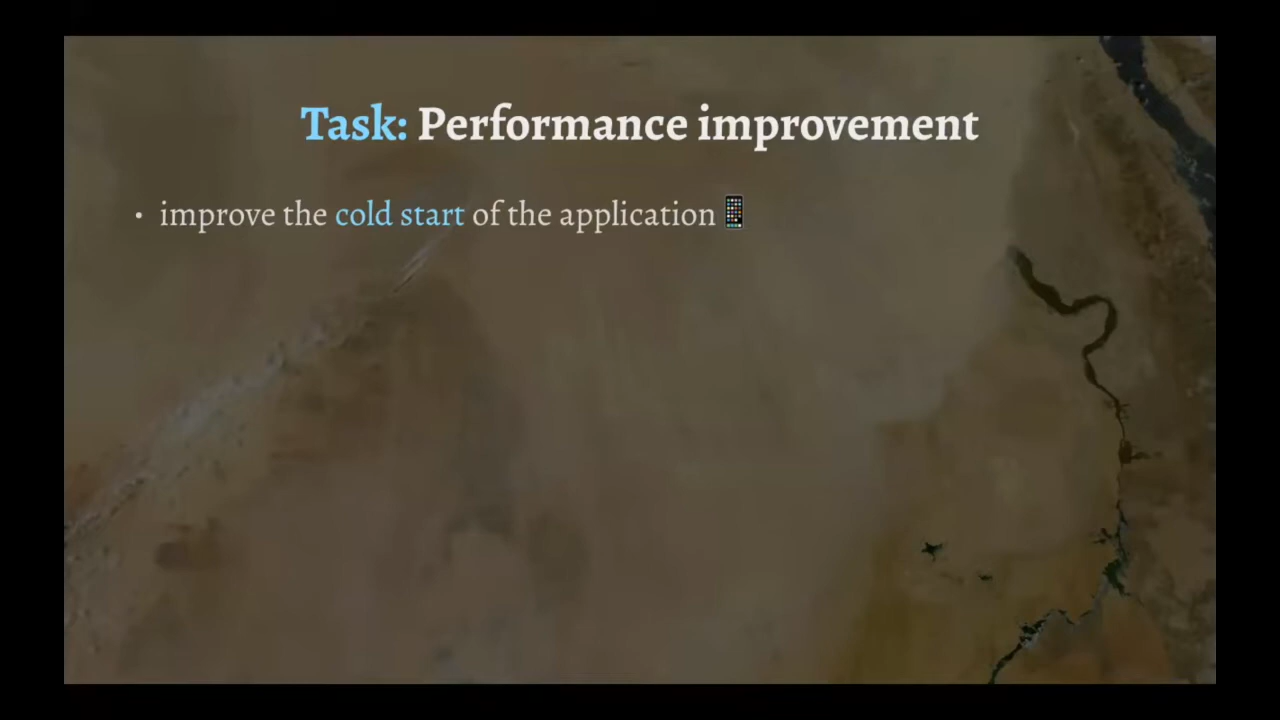 Task: Performance improvement
• improve the cold start of the application 📱